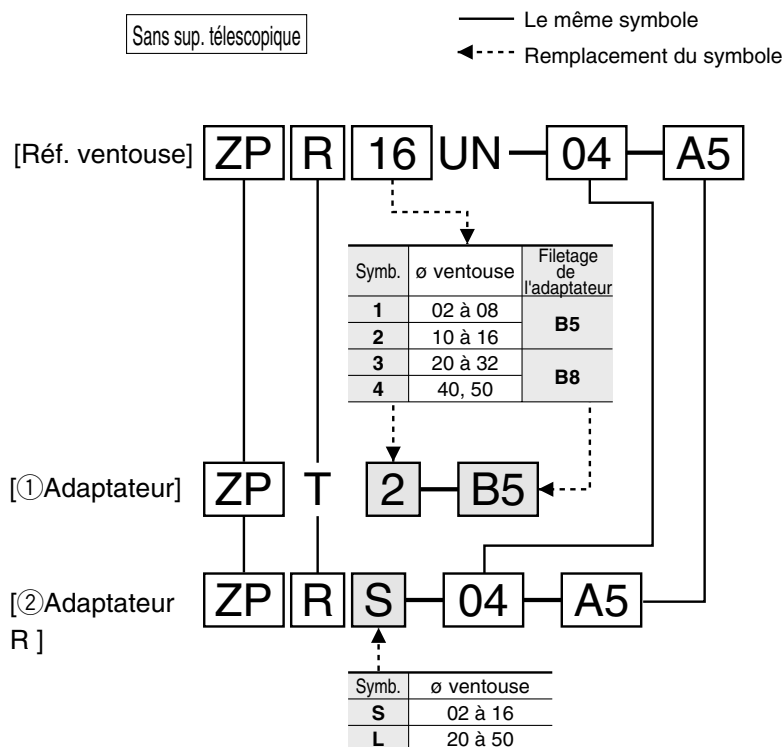 Sans sup. télescopique
Le même symbole
Remplacement du symbole
[Réf. ventouse] ZP R 16 UN 04 A5
Symb. ø ventouse Filetage de l'adaptateur
1 02 à 08 B5
2 10 à 16
3 20 à 32 B8
4 40, 50
[①Adaptateur] ZP T 2 B5
[②Adaptateur R ] ZP R S 04 A5
Symb. ø ventouse
S 02 à 16
L 20 à 50